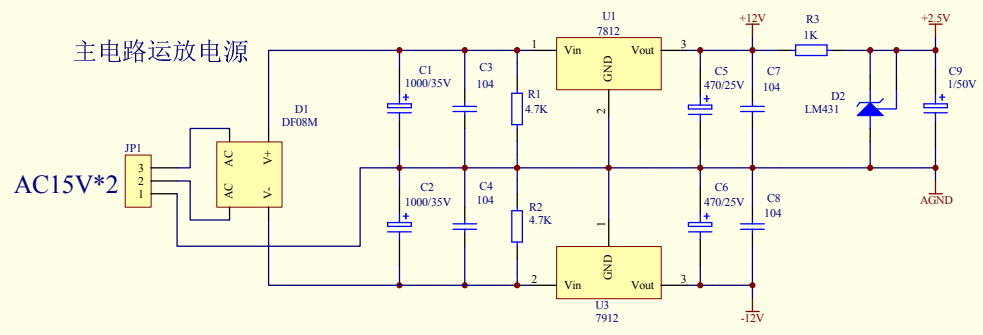 主电路运放电源
AC15V*2
JP1
3
2
1
D1
DF08M
AC
AC
V+
V-
C1
1000/35V
C3
104
R1
4.7K
U1
7812
1
Vin
Vout
3
GND
2
C5
470/25V
C7
104
+12V
R3
1K
D2
LM431
+2.5V
C9
1/50V
C2
1000/35V
C4
104
R2
4.7K
1
GND
2
Vin
Vout
3
U3
7912
C6
470/25V
C8
104
-12V
AGND
+
+
+
+
+